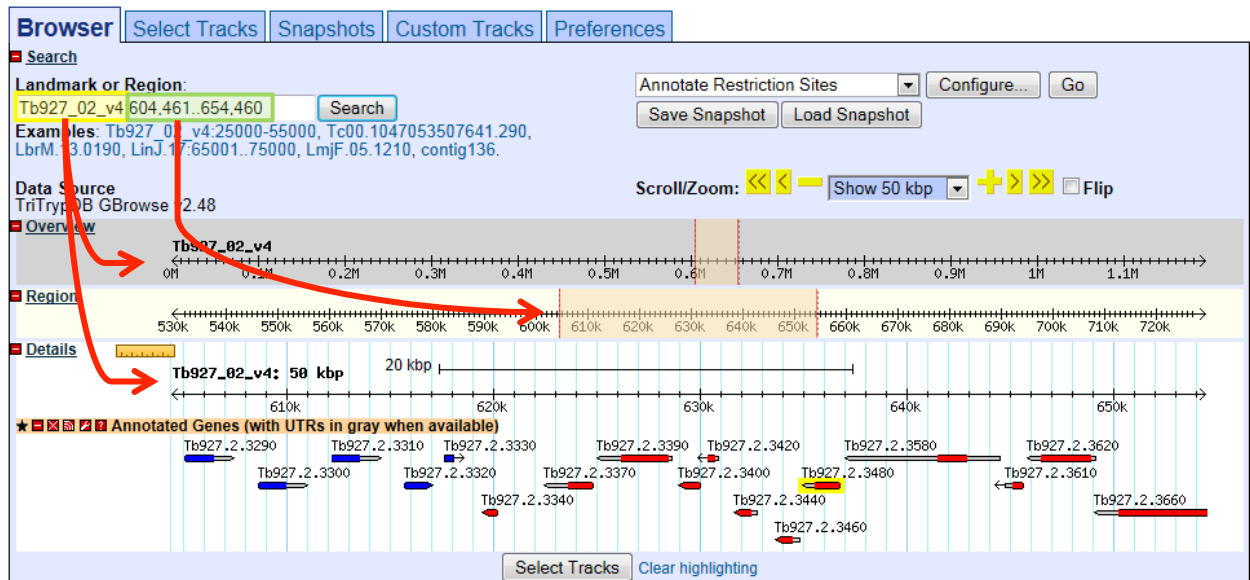 Browser Select Tracks Snapshots Custom Tracks Preferences
Search
Landmark or Region:
Tb927_02_v4 604,461..654,460 Search
Annotate Restriction Sites Configure... Go
Save Snapshot Load Snapshot
Examples: Tb927_02_v4:25000-55000, Tc00.1047053507641.290,
LbrM.13.0190, LinJ.17:65001..75000, LmjF.05.1210, contig136.
Data Source
TriTrypDB GBrowse v2.48
Scroll/Zoom: << < Show 50 kbp > >> Flip
Overview
Tb927_02_v4
0M 0.1M 0.2M 0.3M 0.4M 0.5M 0.6M 0.7M 0.8M 0.9M 1M 1.1M
Region
530k 540k 550k 560k 570k 580k 590k 600k 610k 620k 630k 640k 650k 660k 670k 680k 690k 700k 710k 720k
Details
Tb927_02_v4: 50 kbp 20 kbp
610k 620k 630k 640k 650k
Annotated Genes (with UTRs in gray when available)
Tb927.2.3290 Tb927.2.3310 Tb927.2.3330 Tb927.2.3390 Tb927.2.3420 Tb927.2.3580 Tb927.2.3620
Tb927.2.3300 Tb927.2.3320 Tb927.2.3370 Tb927.2.3400 Tb927.2.3480 Tb927.2.3610
Tb927.2.3340 Tb927.2.3440 Tb927.2.3660
Tb927.2.3460
Select Tracks Clear highlighting